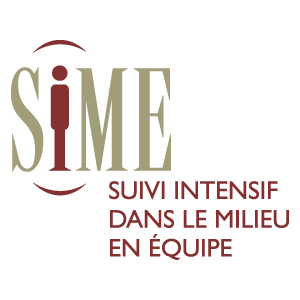 SiME
SUIVI INTENSIF
DANS LE MILIEU
EN ÉQUIPE